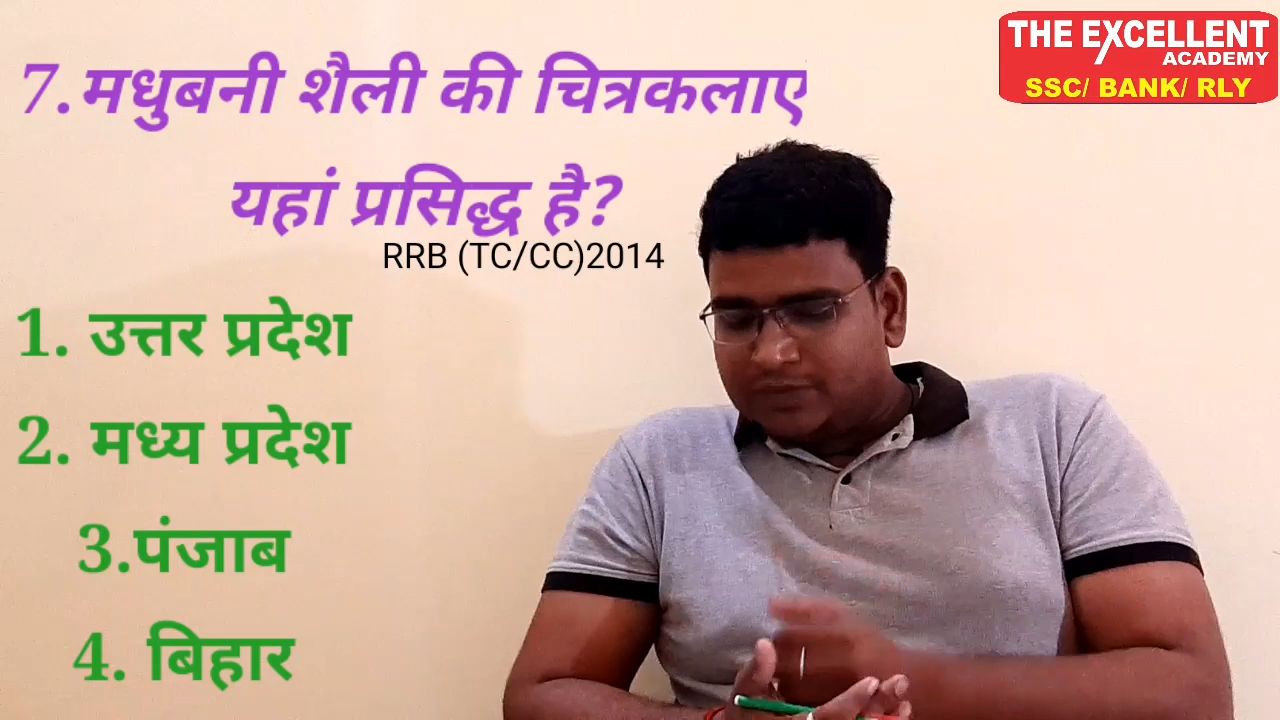 THE EXCELLENT
ACADEMY
SSC/ BANK/ RLY
7.मधुबनी शैली की चित्रकलाए
यहां प्रसिद्ध है?
RRB (TC/CC)2014
1. उत्तर प्रदेश
2. मध्य प्रदेश
3.पंजाब
4. बिहार